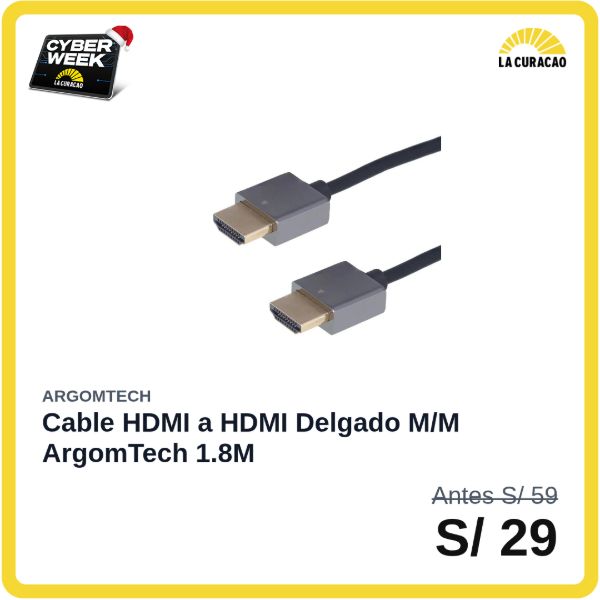 CYBER
WEEK
LA CURACAO
LA CURACAO
ARGOMTECH
Cable HDMI a HDMI Delgado M/M
ArgomTech 1.8M
Antes S/ 59
S/ 29